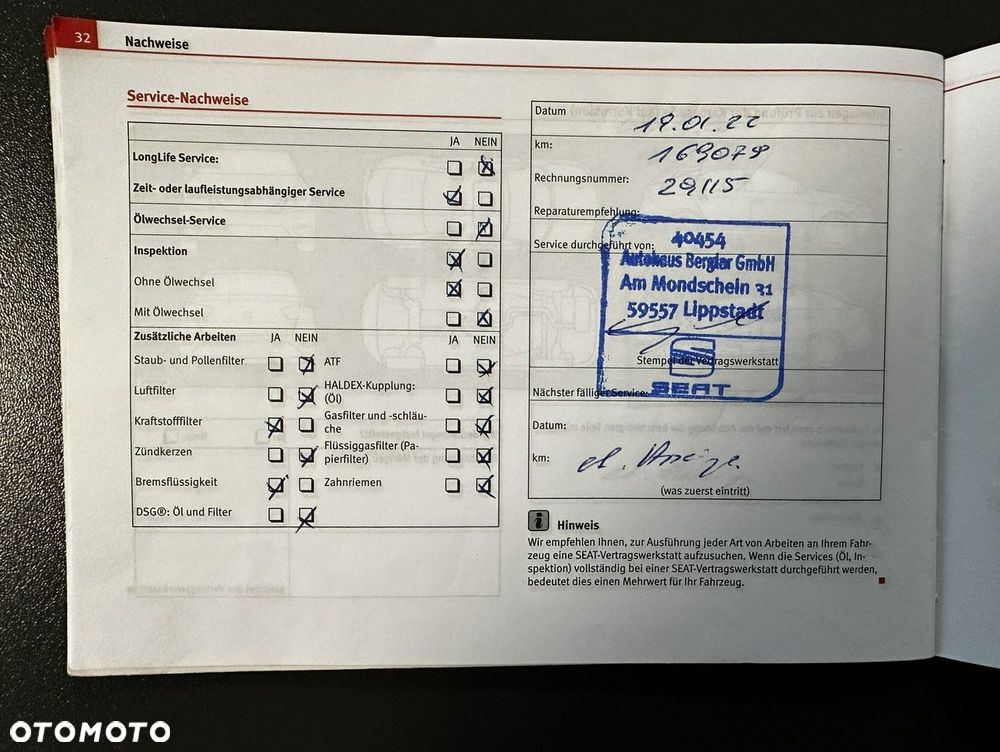 32
Nachweise
Service-Nachweise
JA NEIN
LongLife Service:
Zeit- oder laufleistungsabhängiger Service
Ölwechsel-Service
Inspektion
Ohne Ölwechsel
Mit Ölwechsel
Zusätzliche Arbeiten JA NEIN JA NEIN
Staub- und Pollenfilter ATF
Luftfilter HALDEX-Kupplung:
(Öl)
Kraftstofffilter Gasfilter und -schläu-
che
Zündkerzen Flüssiggasfilter (Pa-
pierfilter)
Bremsflüssigkeit Zahnriemen
DSG®: Öl und Filter
Datum
.01.22
km:
169079
Rechnungsnummer:
29115
Reparaturempfehlung:
Service durchgeführt von:
40454
Autohaus Bergler GmbH
Am Mondschein 31
59557 Lippstadt
Stempel der Vertragswerkstatt
SEAT
Nächster fälliger Service:
Datum:
km:
(was zuerst eintritt)
i Hinweis
Wir empfehlen Ihnen, zur Ausführung jeder Art von Arbeiten an Ihrem Fahr-
zeug eine SEAT-Vertragswerkstatt aufzusuchen. Wenn die Services (Öl, In-
spektion) vollständig bei einer SEAT-Vertragswerkstatt durchgeführt werden,
bedeutet dies einen Mehrwert für Ihr Fahrzeug.
OTOMOTO